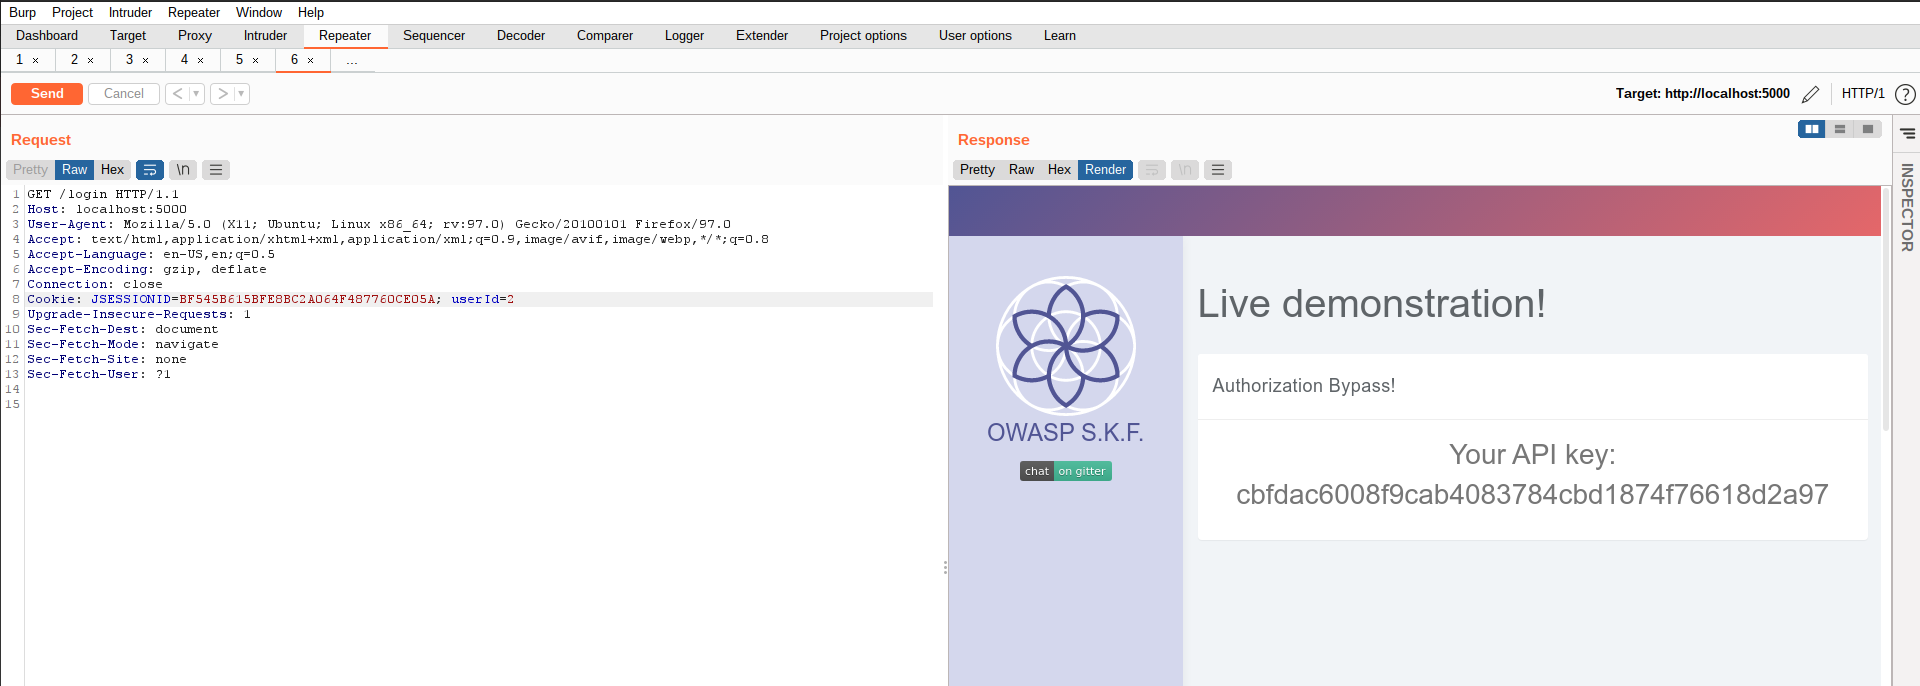 Burp Project Intruder Repeater Window Help
Dashboard Target Proxy Intruder Repeater Sequencer Decoder Comparer Logger Extender Project options User options Learn
1 × 2 × 3 × 4 × 5 × 6 × ...
Send Cancel < > Target: http://localhost:5000 HTTP/1 ?
Request
Pretty Raw Hex \n
1 GET /login HTTP/1.1
2 Host: localhost:5000
3 User-Agent: Mozilla/5.0 (X11; Ubuntu; Linux x86_64; rv:97.0) Gecko/20100101 Firefox/97.0
4 Accept: text/html,application/xhtml+xml,application/xml;q=0.9,image/avif,image/webp,*/*;q=0.8
5 Accept-Language: en-US,en;q=0.5
6 Accept-Encoding: gzip, deflate
7 Connection: close
8 Cookie: JSESSIONID=BF545B615BFE8BC2A064F487760CE05A; userId=2
9 Upgrade-Insecure-Requests: 1
10 Sec-Fetch-Dest: document
11 Sec-Fetch-Mode: navigate
12 Sec-Fetch-Site: none
13 Sec-Fetch-User: ?1
14
15
Response
Pretty Raw Hex Render \n
OWASP S.K.F.
chat on gitter
Live demonstration!
Authorization Bypass!
Your API key:
cbfdac6008f9cab4083784cbd1874f76618d2a97
INSPECTOR